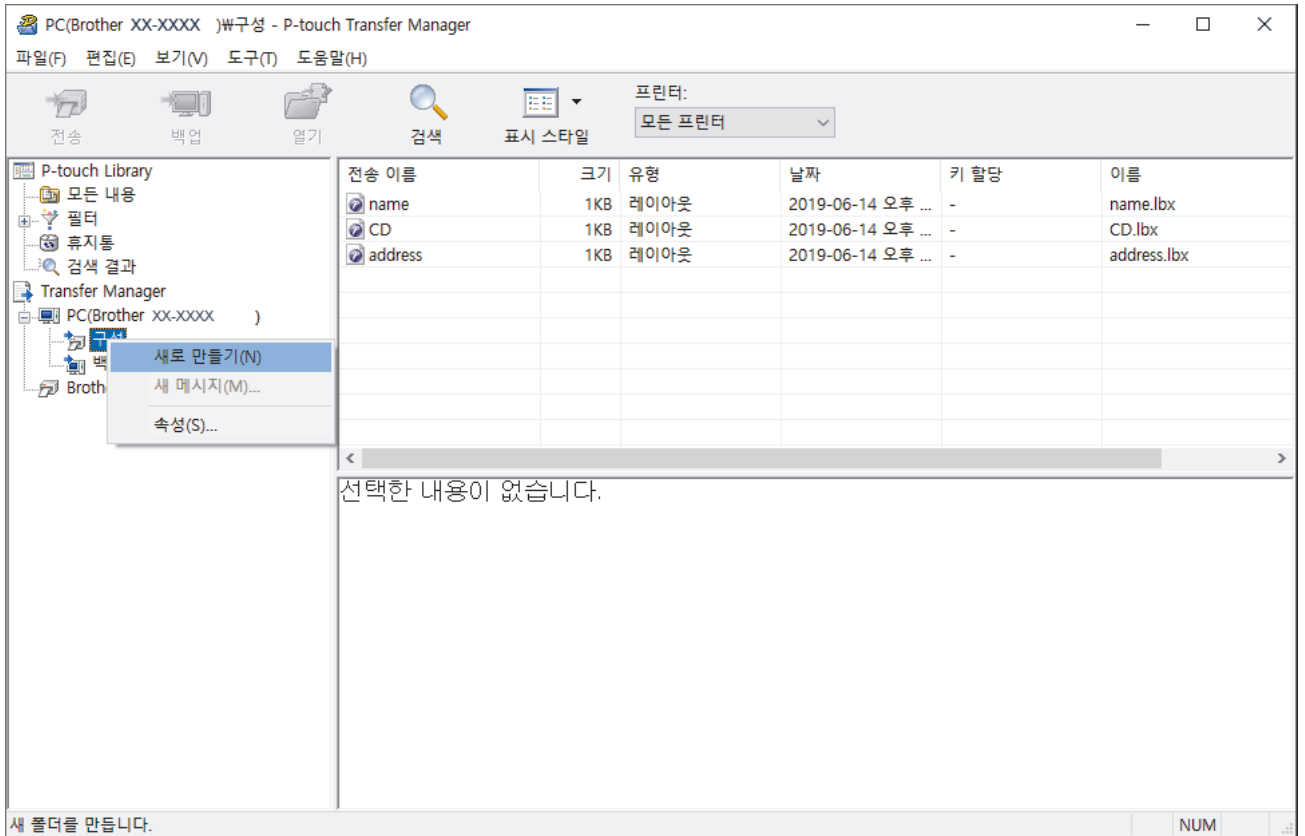 PC(Brother XX-XXXX )₩구성 - P-touch Transfer Manager
파일(F) 편집(E) 보기(V) 도구(T) 도움말(H)
전송 백업 열기 검색 표시 스타일
프린터:
모든 프린터
P-touch Library
모든 내용
필터
휴지통
검색 결과
Transfer Manager
PC(Brother XX-XXXX )
구성
백
Broth
새로 만들기(N)
새 메시지(M)...
속성(S)...
전송 이름 크기 유형 날짜 키 할당 이름
name 1KB 레이아웃 2019-06-14 오후 ... - name.lbx
CD 1KB 레이아웃 2019-06-14 오후 ... - CD.lbx
address 1KB 레이아웃 2019-06-14 오후 ... - address.lbx
선택한 내용이 없습니다.
새 폴더를 만듭니다.
NUM